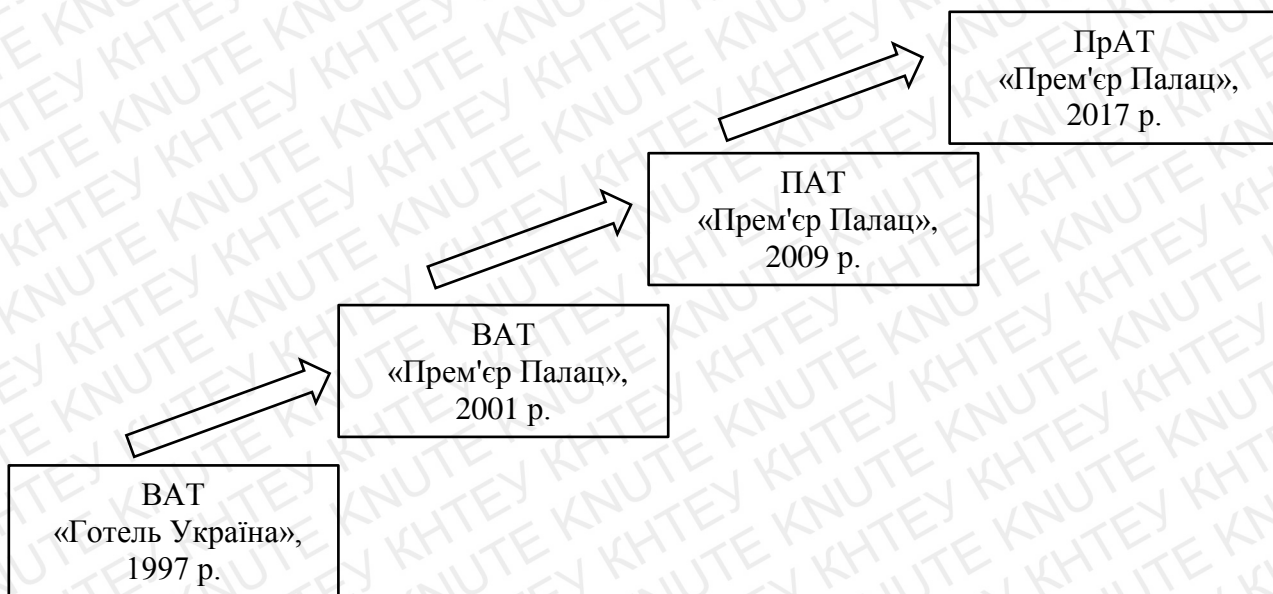 ПрАТ
«Прем'єр Палац»,
2017 р.
ПАТ
«Прем'єр Палац»,
2009 р.
ВАТ
«Прем'єр Палац»,
2001 р.
ВАТ
«Готель Україна»,
1997 р.